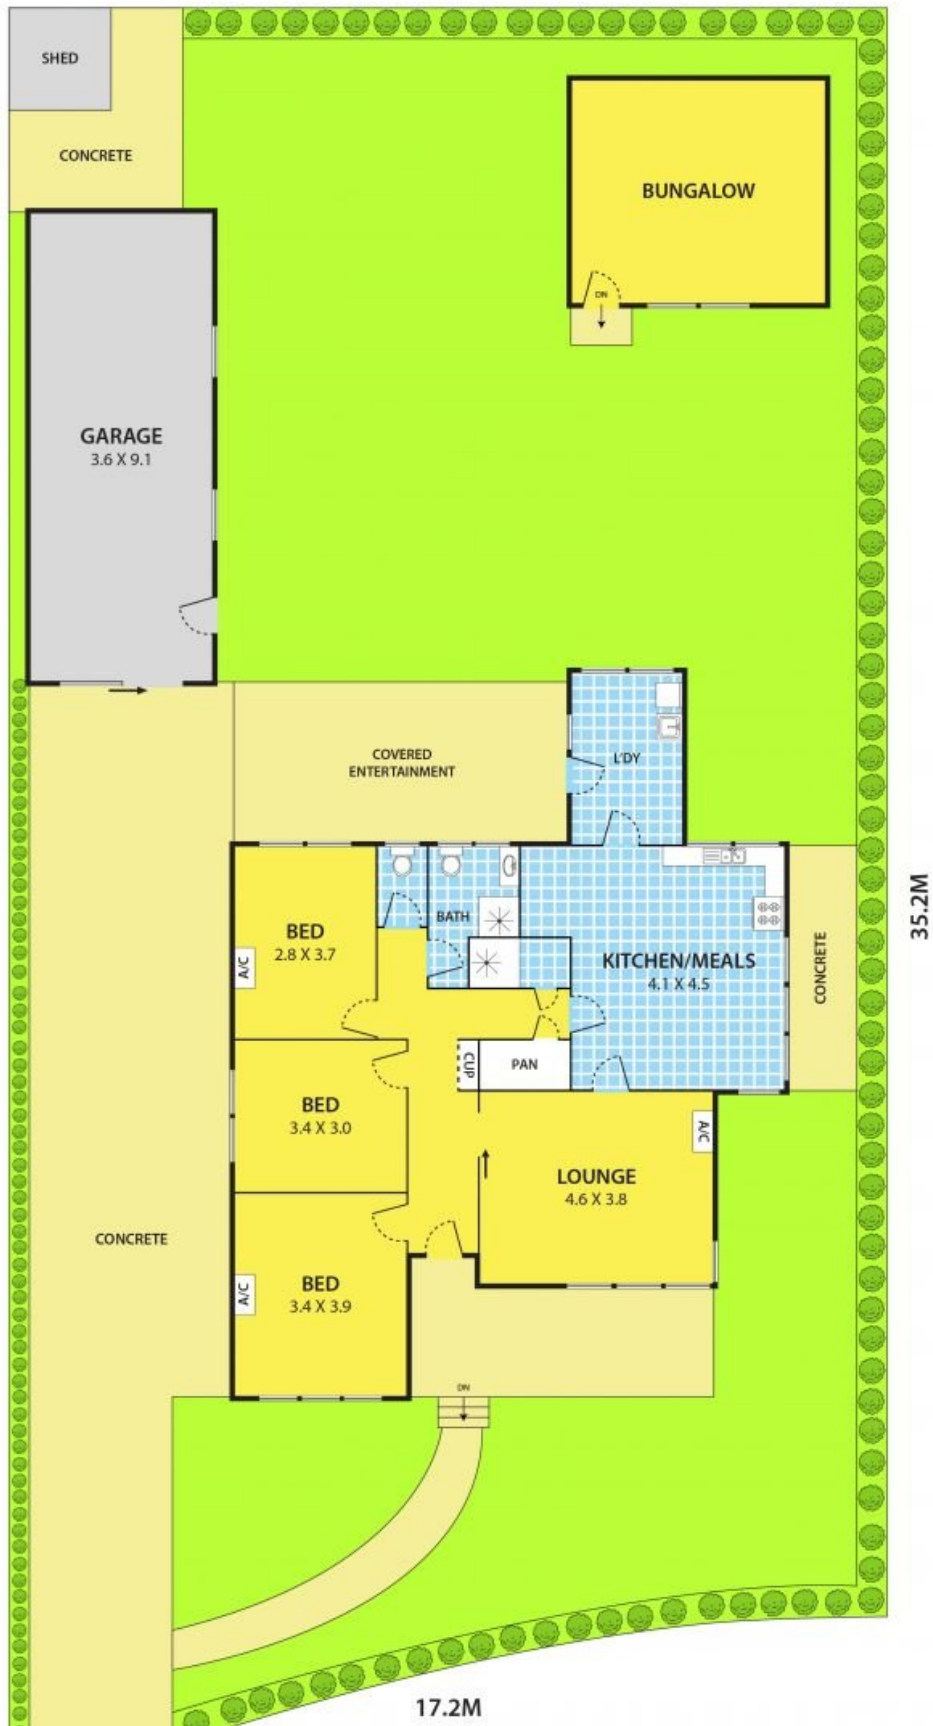 SHED
CONCRETE
BUNGALOW
DN
GARAGE
3.6 X 9.1
COVERED
ENTERTAINMENT
L'DY
BED
2.8 X 3.7
A/C
BATH
KITCHEN/MEALS
4.1 X 4.5
CONCRETE
35.2M
CUP
PAN
BED
3.4 X 3.0
A/C
LOUNGE
4.6 X 3.8
CONCRETE
BED
3.4 X 3.9
A/C
DN
17.2M